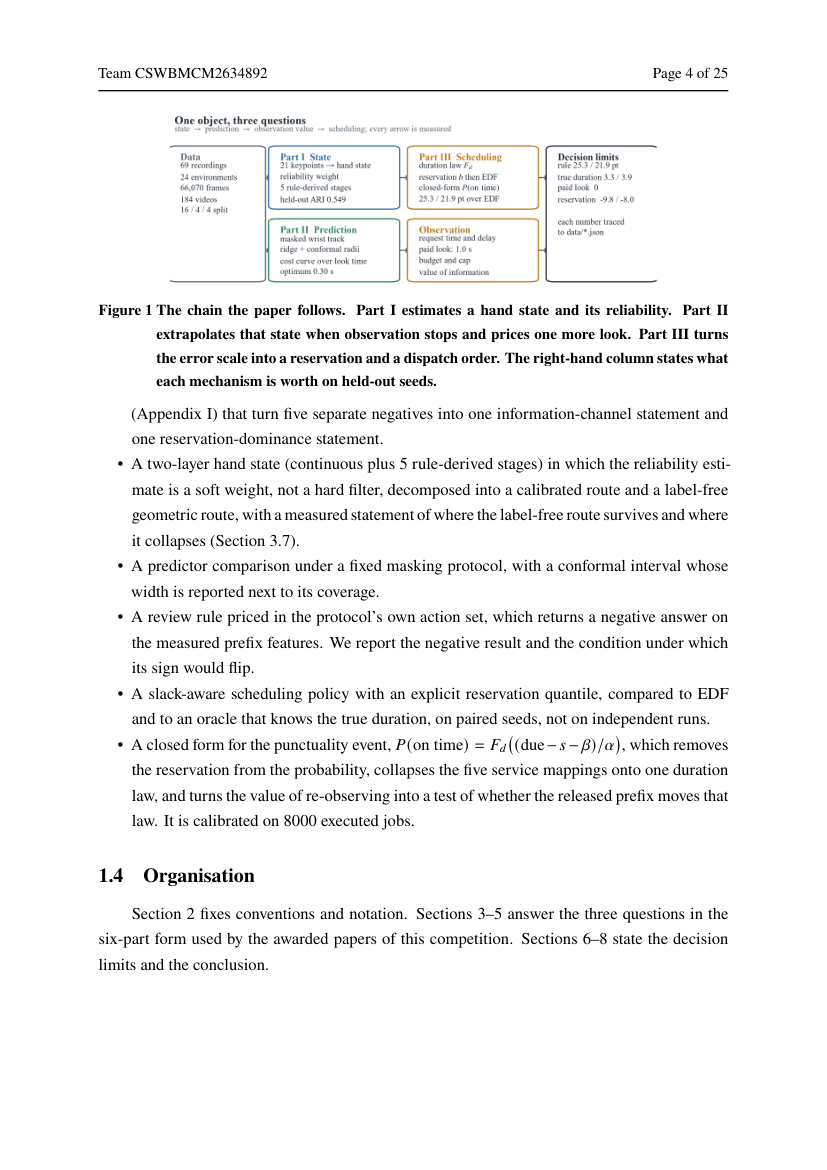 Team CSWBMCM2634892
Page 4 of 25
One object, three questions
state → prediction → observation value → scheduling; every arrow is measured
Data
69 recordings
24 environments
66,070 frames
184 videos
16 / 4 / 4 split
Part I State
21 keypoints → hand state
reliability weight
5 rule-derived stages
held-out ARI 0.549
Part III Scheduling
duration law F_d
reservation b then EDF
closed-form P(on time)
25.3 / 21.9 pt over EDF
Decision limits
rule 25.3 / 21.9 pt
true duration 3.3 / 3.9
paid look 0
reservation -9.8 / -8.0
each number traced
to data/*.json
Part II Prediction
masked wrist track
ridge + conformal radii
cost curve over look time
optimum 0.30 s
Observation
request time and delay
paid look: 1.0 s
budget and cap
value of information
Figure 1 The chain the paper follows. Part I estimates a hand state and its reliability. Part II
extrapolates that state when observation stops and prices one more look. Part III turns
the error scale into a reservation and a dispatch order. The right-hand column states what
each mechanism is worth on held-out seeds.
(Appendix I) that turn five separate negatives into one information-channel statement and
one reservation-dominance statement.
• A two-layer hand state (continuous plus 5 rule-derived stages) in which the reliability esti-
mate is a soft weight, not a hard filter, decomposed into a calibrated route and a label-free
geometric route, with a measured statement of where the label-free route survives and where
it collapses (Section 3.7).
• A predictor comparison under a fixed masking protocol, with a conformal interval whose
width is reported next to its coverage.
• A review rule priced in the protocol's own action set, which returns a negative answer on
the measured prefix features. We report the negative result and the condition under which
its sign would flip.
• A slack-aware scheduling policy with an explicit reservation quantile, compared to EDF
and to an oracle that knows the true duration, on paired seeds, not on independent runs.
• A closed form for the punctuality event, P(on time) = F_d((due − s − β)/α), which removes
the reservation from the probability, collapses the five service mappings onto one duration
law, and turns the value of re-observing into a test of whether the released prefix moves that
law. It is calibrated on 8000 executed jobs.
1.4 Organisation
Section 2 fixes conventions and notation. Sections 3–5 answer the three questions in the
six-part form used by the awarded papers of this competition. Sections 6–8 state the decision
limits and the conclusion.